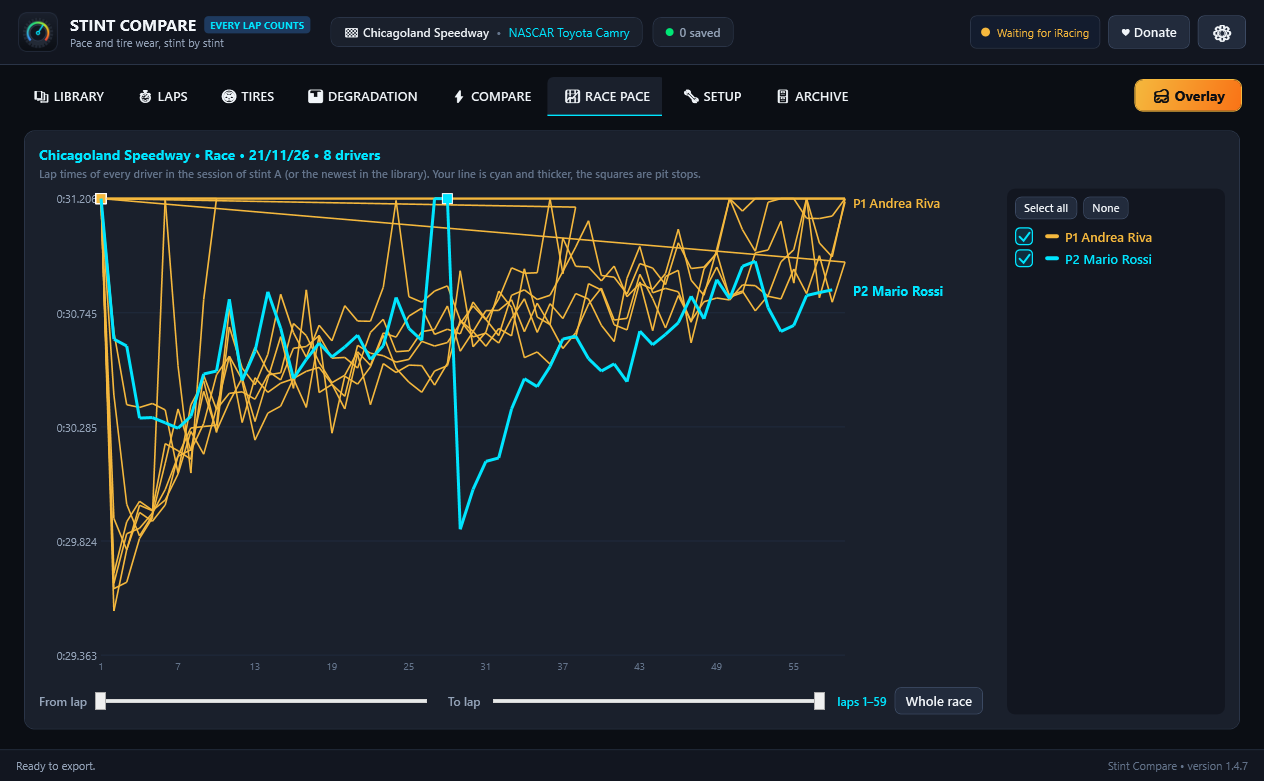 STINT COMPARE EVERY LAP COUNTS
Pace and tire wear, stint by stint
Chicagoland Speedway • NASCAR Toyota Camry
0 saved
Waiting for iRacing
Donate
LIBRARY
LAPS
TIRES
DEGRADATION
COMPARE
RACE PACE
SETUP
ARCHIVE
Overlay
Chicagoland Speedway • Race • 21/11/26 • 8 drivers
Lap times of every driver in the session of stint A (or the newest in the library). Your line is cyan and thicker, the squares are pit stops.
0:31.206
0:30.745
0:30.285
0:29.824
0:29.363
1 7 13 19 25 31 37 43 49 55
P1 Andrea Riva
P2 Mario Rossi
Select all None
P1 Andrea Riva
P2 Mario Rossi
From lap
To lap
laps 1–59
Whole race
Ready to export.
Stint Compare • version 1.4.7